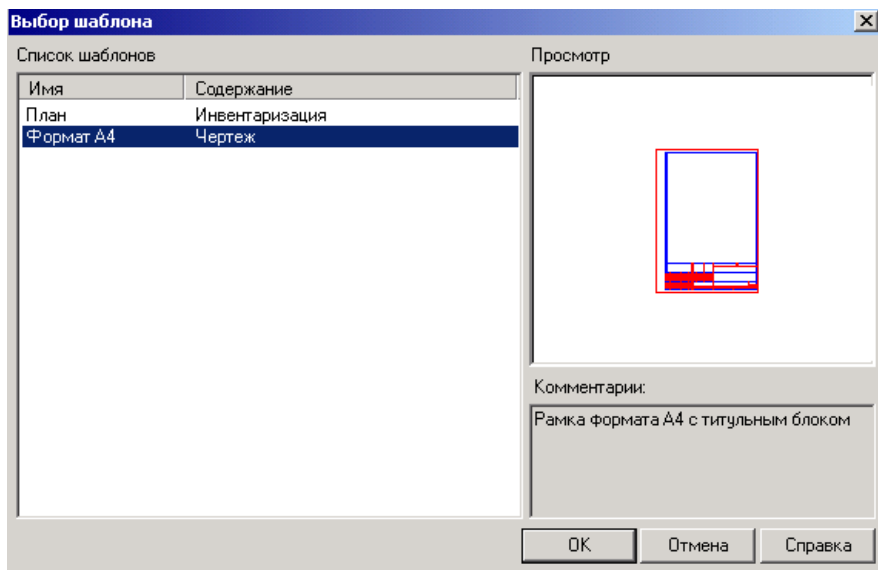 Выбор шаблона
Список шаблонов
Просмотр
Имя Содержание
План Инвентаризация
Формат А4 Чертеж
Комментарии:
Рамка формата А4 с титульным блоком
OK Отмена Справка